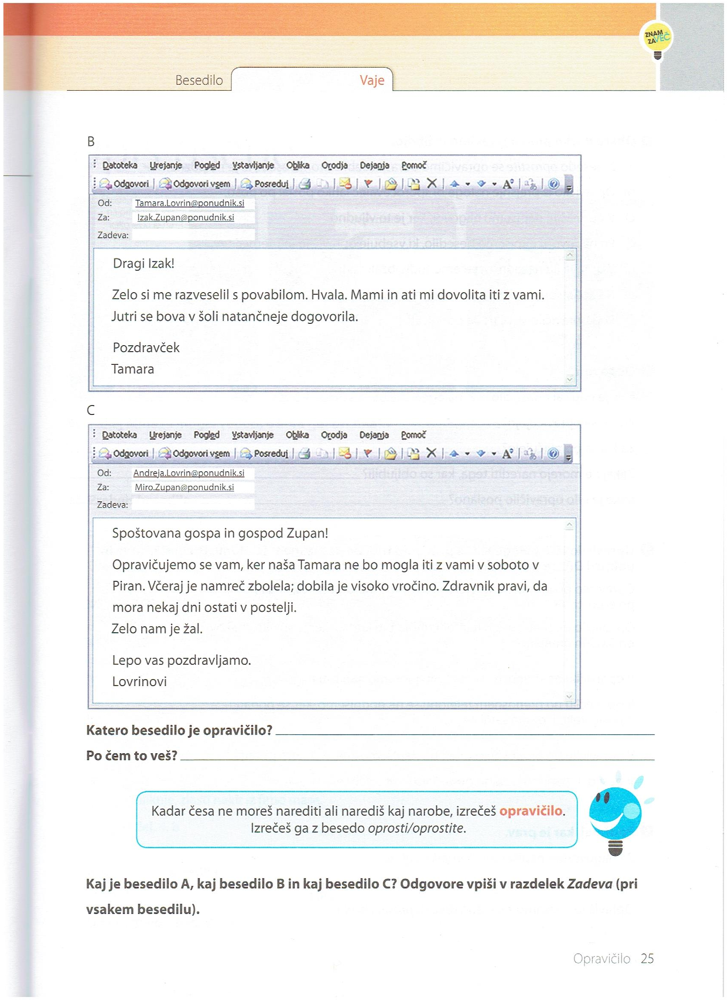 ZNAM
ZAVEČ
Besedilo
Vaje
B
Datoteka Urejanje Pogled Vstavljanje Oblika Orodja Dejanja Pomoč
Odgovori Odgovori vsem Posreduj
Od: Tamara.Lovrin@ponudnik.si
Za: Izak.Zupan@ponudnik.si
Zadeva:
Dragi Izak!
Zelo si me razveselil s povabilom. Hvala. Mami in ati mi dovolita iti z vami.
Jutri se bova v šoli natančneje dogovorila.
Pozdravček
Tamara
C
Datoteka Urejanje Pogled Vstavljanje Oblika Orodja Dejanja Pomoč
Odgovori Odgovori vsem Posreduj
Od: Andreja.Lovrin@ponudnik.si
Za: Miro.Zupan@ponudnik.si
Zadeva:
Spoštovana gospa in gospod Zupan!
Opravičujemo se vam, ker naša Tamara ne bo mogla iti z vami v soboto v
Piran. Včeraj je namreč zbolela; dobila je visoko vročino. Zdravnik pravi, da
mora nekaj dni ostati v postelji.
Zelo nam je žal.
Lepo vas pozdravljamo.
Lovrinovi
Katero besedilo je opravičilo?
Po čem to veš?
Kadar česa ne moreš narediti ali narediš kaj narobe, izrečeš opravičilo.
Izrečeš ga z besedo oprosti/oprostite.
Kaj je besedilo A, kaj besedilo B in kaj besedilo C? Odgovore vpiši v razdelek Zadeva (pri
vsakem besedilu).
Opravičilo 25